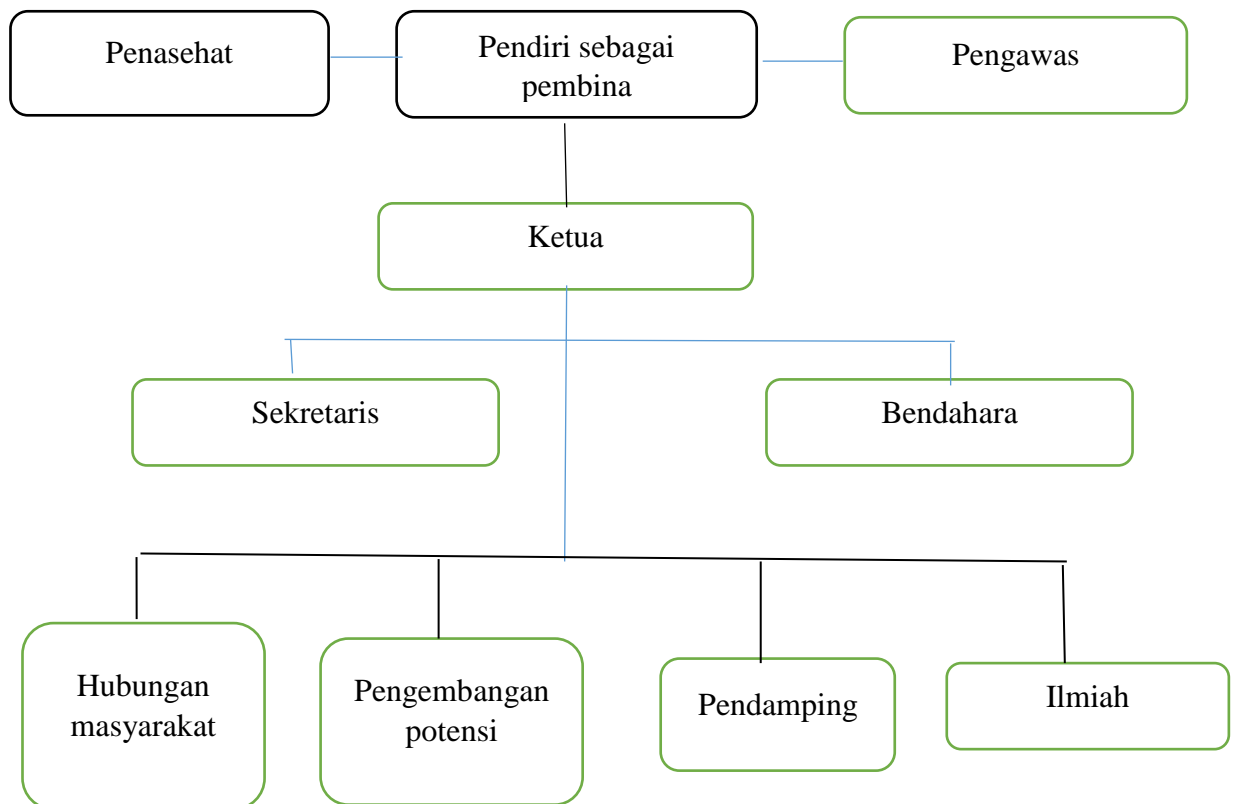 Penasehat
Pendiri sebagai
pembina
Pengawas
Ketua
Sekretaris
Bendahara
Hubungan
masyarakat
Pengembangan
potensi
Pendamping
Ilmiah